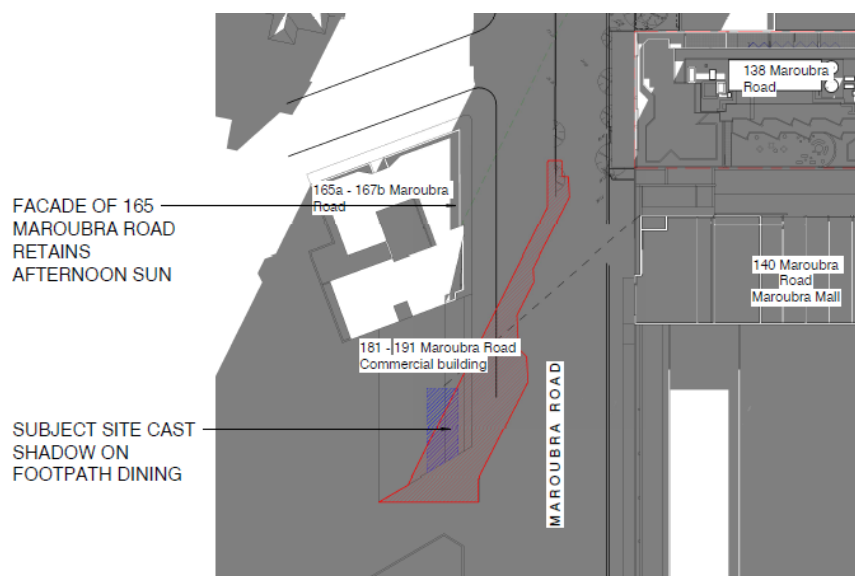 138 Maroubra
Road
165a - 167b Maroubra
Road
FACADE OF 165
MAROUBRA ROAD
RETAINS
AFTERNOON SUN
140 Maroubra
Road
Maroubra Mall
181 - 191 Maroubra Road
Commercial building
SUBJECT SITE CAST
SHADOW ON
FOOTPATH DINING
MAROUBRA ROAD